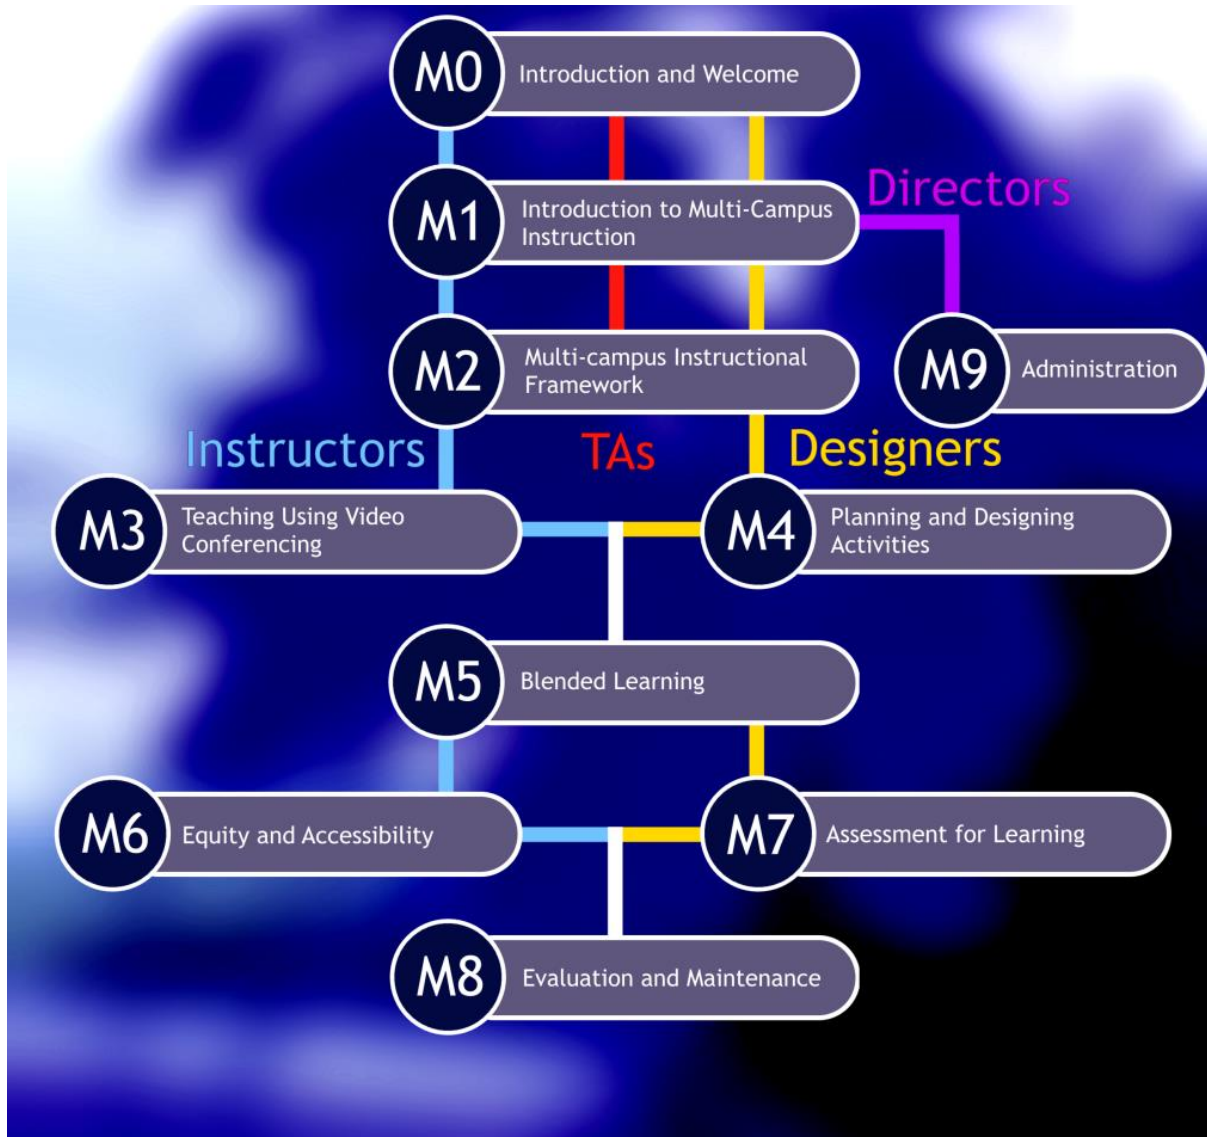 M0
Introduction and Welcome
Directors
M1
Introduction to Multi-Campus
Instruction
M2
Multi-campus Instructional
Framework
M9
Administration
Instructors
TAs
Designers
M3
Teaching Using Video
Conferencing
M4
Planning and Designing
Activities
M5
Blended Learning
M6
Equity and Accessibility
M7
Assessment for Learning
M8
Evaluation and Maintenance